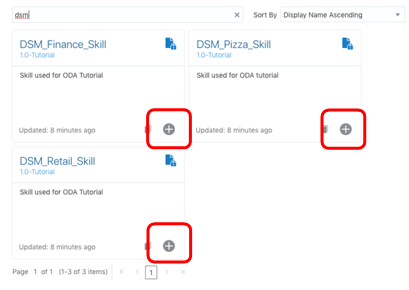 dsm
Sort By Display Name Ascending
DSM_Finance_Skill
1.0-Tutorial
Skill used for ODA Tutorial
Updated: 8 minutes ago
DSM_Pizza_Skill
1.0-Tutorial
Skill used for ODA Tutorial
Updated: 8 minutes ago
DSM_Retail_Skill
1.0-Tutorial
Skill used for ODA Tutorial
Updated: 8 minutes ago
Page 1 of 1 (1-3 of 3 items) 1